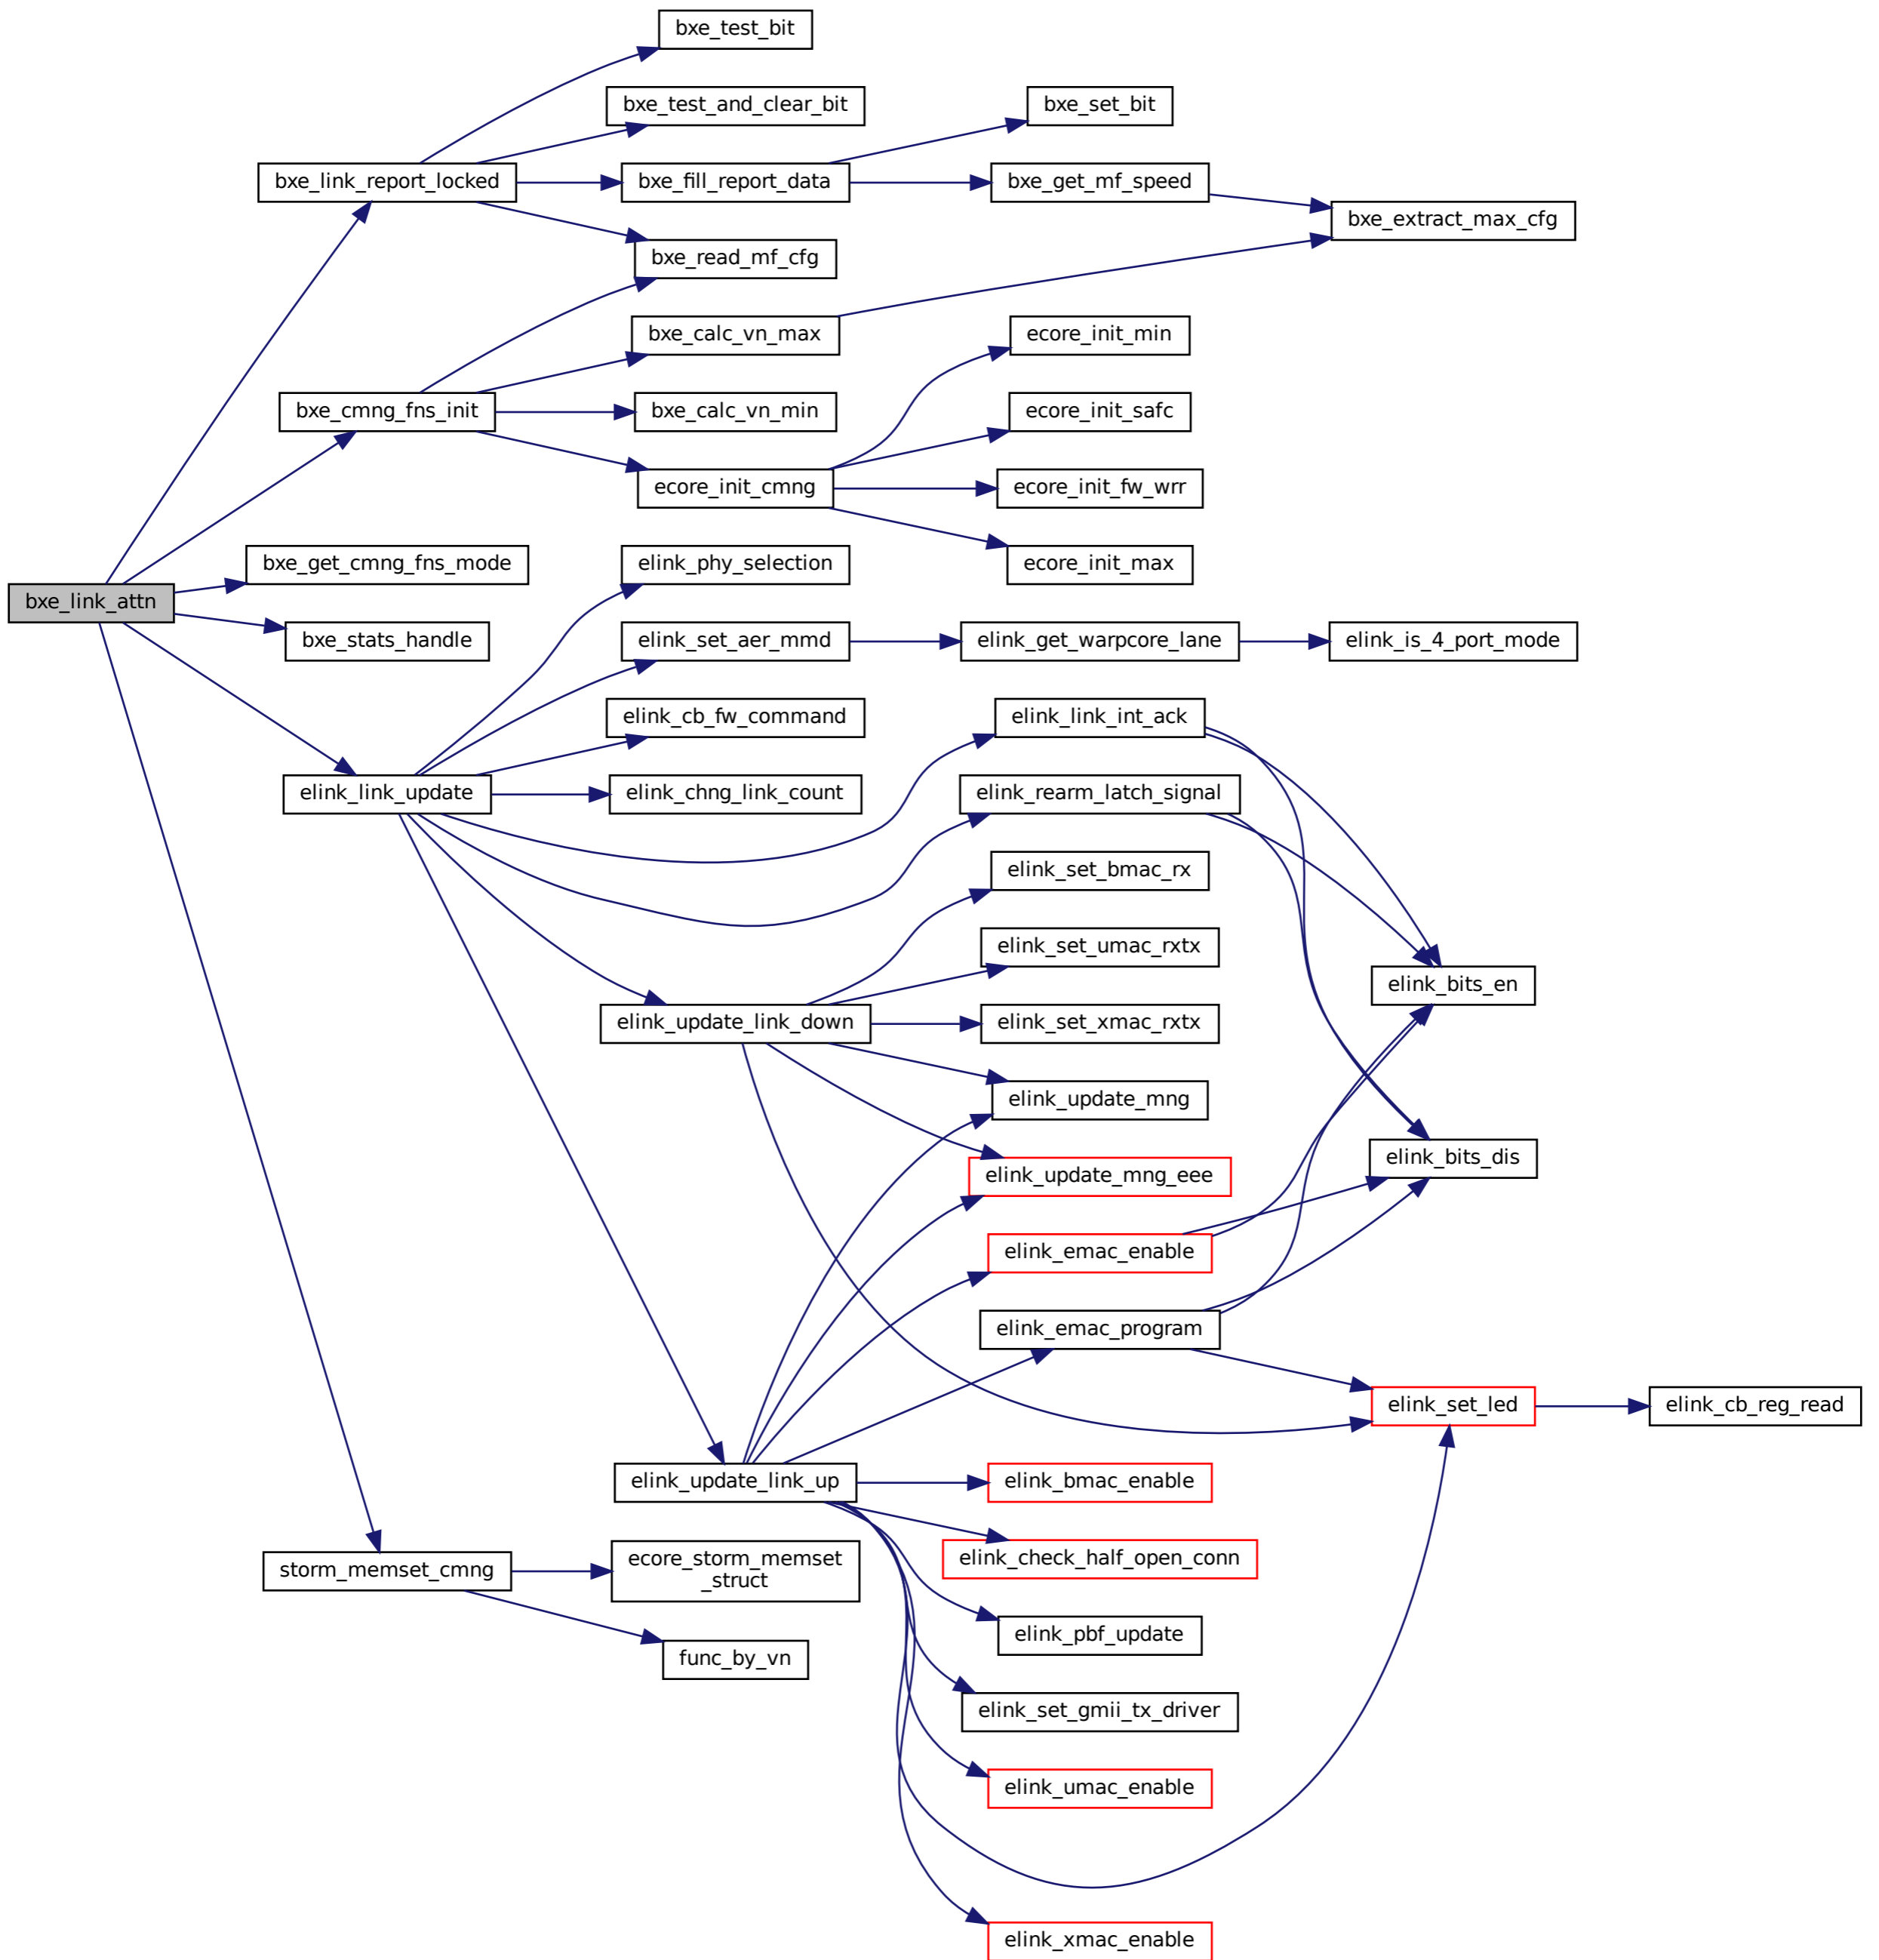 bxe_test_bit
bxe_test_and_clear_bit
bxe_set_bit
bxe_link_report_locked
bxe_fill_report_data
bxe_get_mf_speed
bxe_extract_max_cfg
bxe_read_mf_cfg
bxe_calc_vn_max
ecore_init_min
bxe_cmng_fns_init
bxe_calc_vn_min
ecore_init_safc
ecore_init_cmng
ecore_init_fw_wrr
bxe_get_cmng_fns_mode
elink_phy_selection
ecore_init_max
bxe_link_attn
bxe_stats_handle
elink_set_aer_mmd
elink_get_warpcore_lane
elink_is_4_port_mode
elink_cb_fw_command
elink_link_int_ack
elink_link_update
elink_chng_link_count
elink_rearm_latch_signal
elink_set_bmac_rx
elink_set_umac_rxtx
elink_bits_en
elink_update_link_down
elink_set_xmac_rxtx
elink_update_mng
elink_bits_dis
elink_update_mng_eee
elink_emac_enable
elink_emac_program
elink_set_led
elink_cb_reg_read
elink_update_link_up
elink_bmac_enable
elink_check_half_open_conn
storm_memset_cmng
ecore_storm_memset
_struct
elink_pbf_update
func_by_vn
elink_set_gmii_tx_driver
elink_umac_enable
elink_xmac_enable